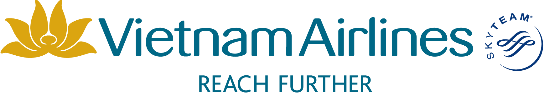 Vietnam Airlines
SKYTEAM
REACH FURTHER